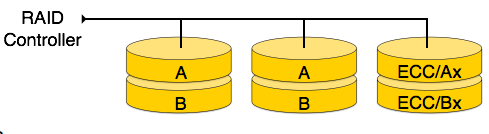 RAID
Controller
A
A
ECC/Ax
B
B
ECC/Bx